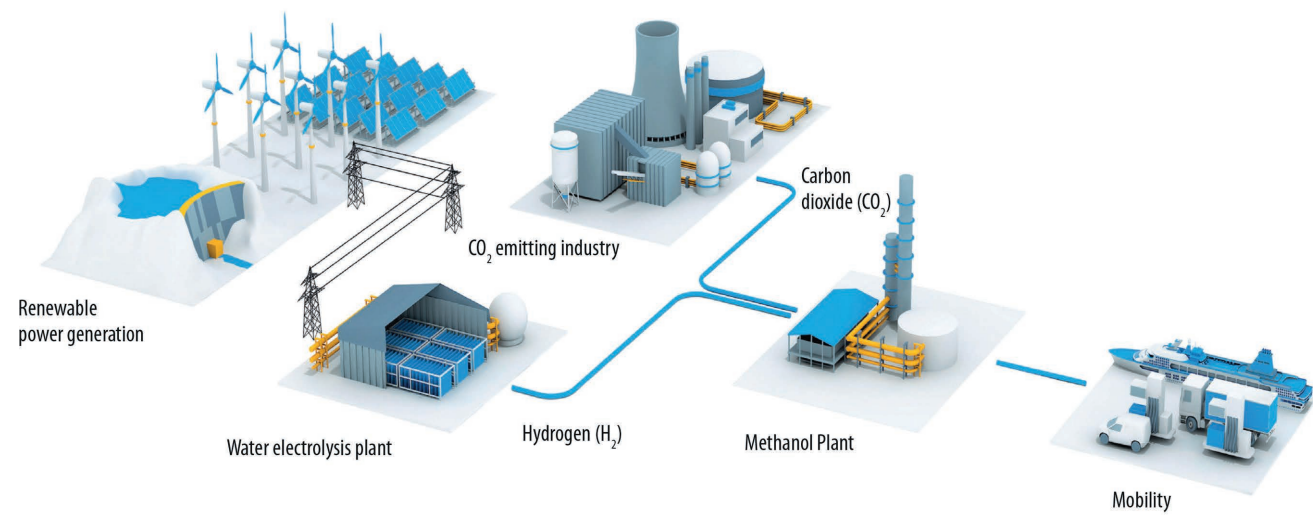 Renewable
power generation
CO₂ emitting industry
Carbon
dioxide (CO₂)
Water electrolysis plant
Hydrogen (H₂)
Methanol Plant
Mobility